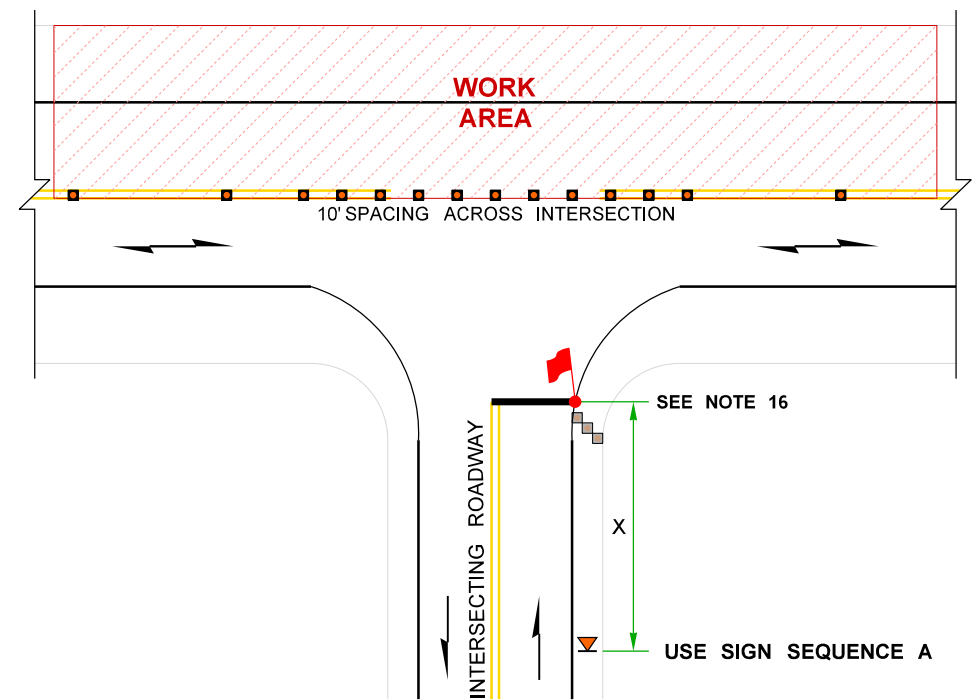 WORK
AREA
10' SPACING ACROSS INTERSECTION
SEE NOTE 16
INTERSECTING ROADWAY
X
USE SIGN SEQUENCE A